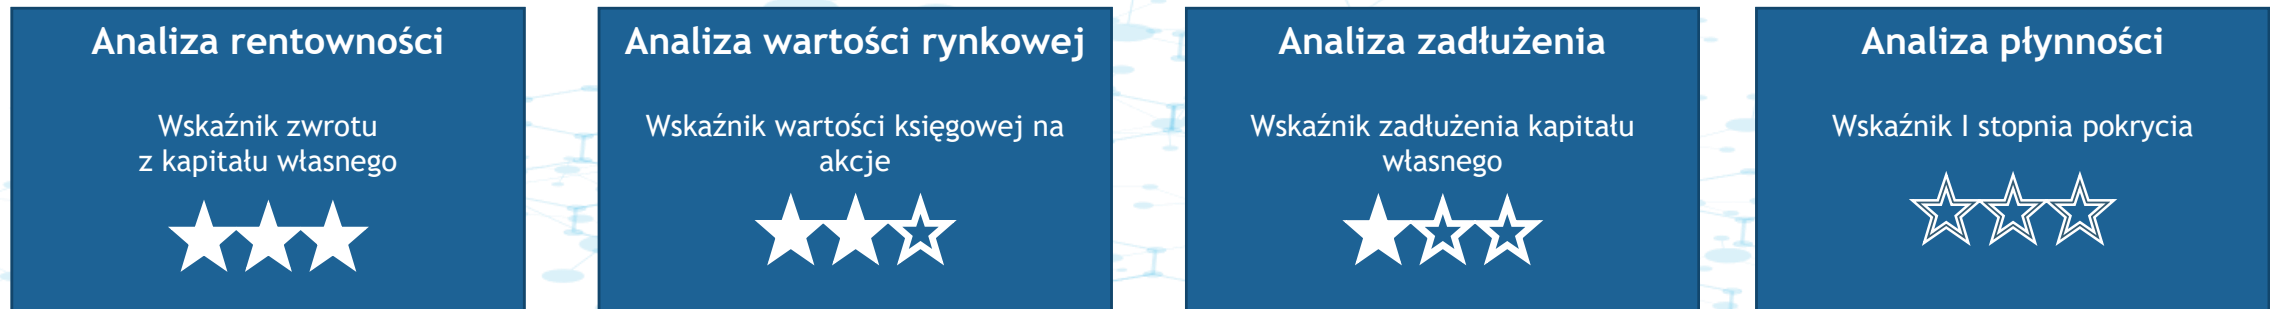 Analiza rentowności
Wskaźnik zwrotu
z kapitału własnego
Analiza wartości rynkowej
Wskaźnik wartości księgowej na
akcje
Analiza zadłużenia
Wskaźnik zadłużenia kapitału
własnego
Analiza płynności
Wskaźnik I stopnia pokrycia